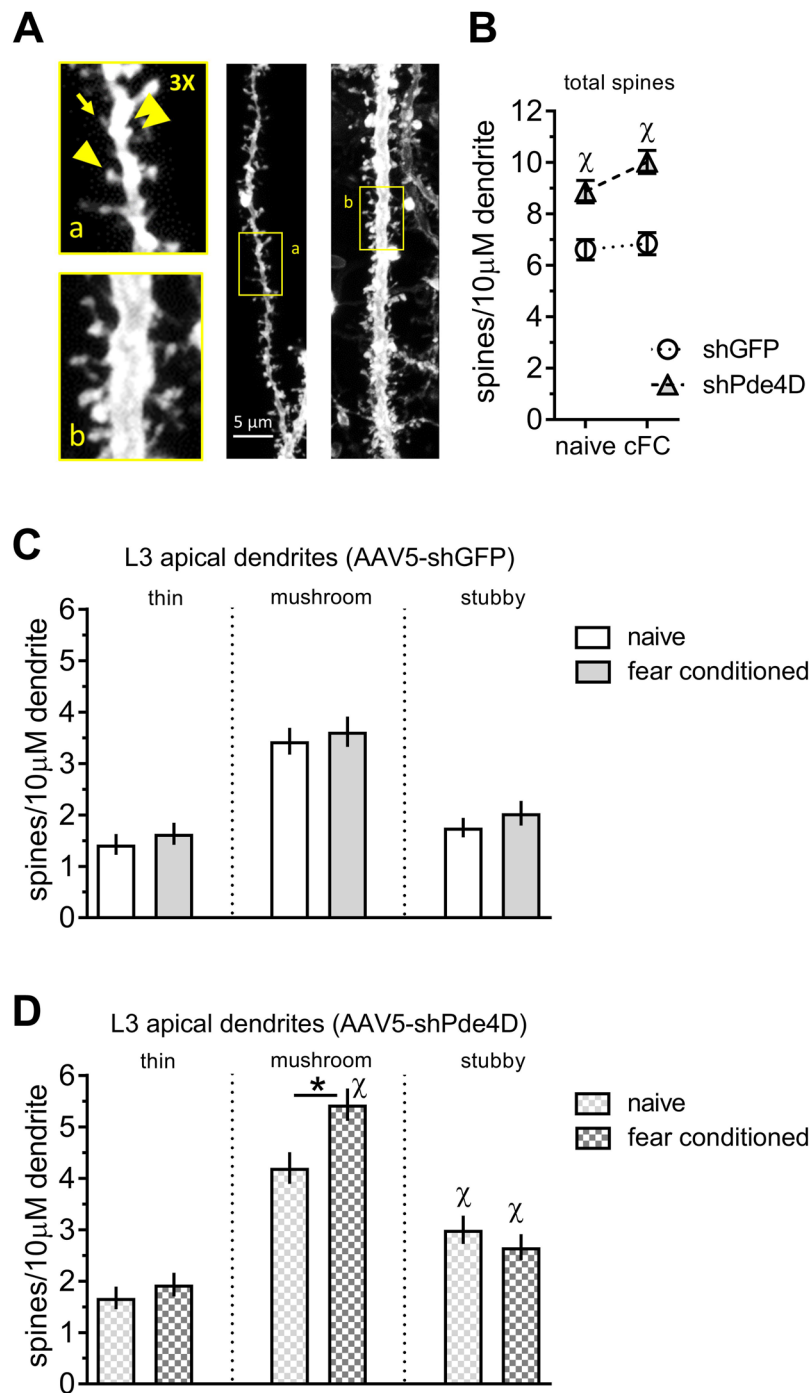 A
3X
a
b
a
b
5 µm
B
total spines
spines/10µM dendrite
12
10
8
6
4
2
0
χ
χ
shGFP
shPde4D
naive cFC
C
L3 apical dendrites (AAV5-shGFP)
thin
mushroom
stubby
spines/10µM dendrite
6
5
4
3
2
1
0
naive
fear conditioned
D
L3 apical dendrites (AAV5-shPde4D)
thin
mushroom
stubby
spines/10µM dendrite
6
5
4
3
2
1
0
*
χ
χ
χ
naive
fear conditioned